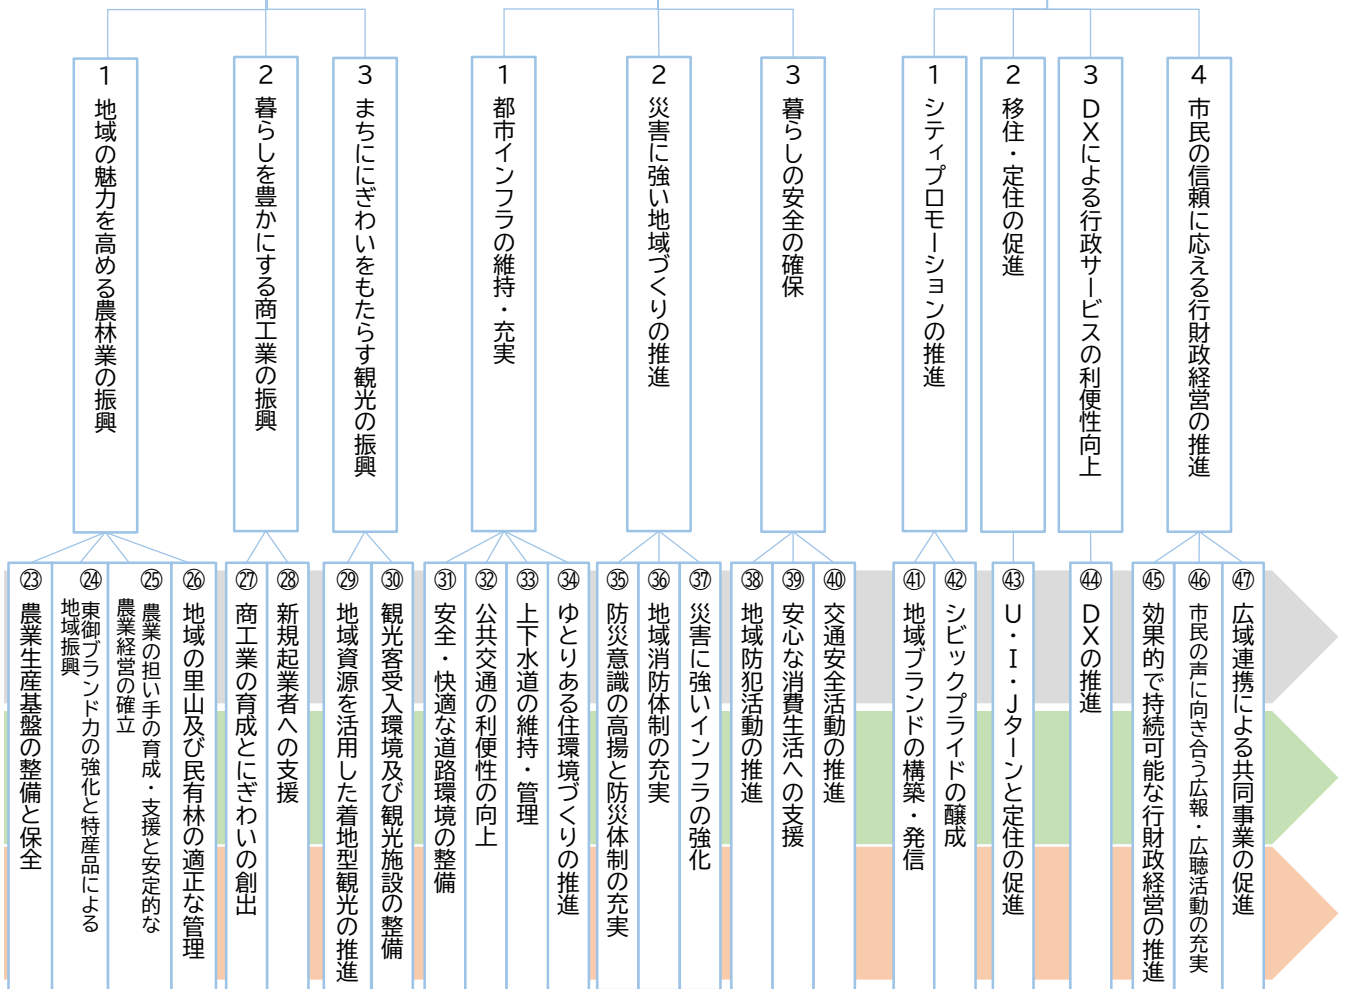 1 地域の魅力を高める農林業の振興
2 暮らしを豊かにする商工業の振興
3 まちににぎわいをもたらす観光の振興
1 都市インフラの維持・充実
2 災害に強い地域づくりの推進
3 暮らしの安全の確保
1 シティプロモーションの推進
2 移住・定住の促進
3 DXによる行政サービスの利便性向上
4 市民の信頼に応える行財政経営の推進
㉓ 農業生産基盤の整備と保全
㉔ 東御ブランド力の強化と特産品による
地域振興
㉕ 農業の担い手の育成・支援と安定的な
農業経営の確立
㉖ 地域の里山及び民有林の適正な管理
㉗ 商工業の育成とにぎわいの創出
㉘ 新規起業者への支援
㉙ 地域資源を活用した着地型観光の推進
㉚ 観光客受入環境及び観光施設の整備
㉛ 安全・快適な道路環境の整備
㉜ 公共交通の利便性の向上
㉝ 上下水道の維持・管理
㉞ ゆとりある住環境づくりの推進
㉟ 防災意識の高揚と防災体制の充実
㊱ 地域消防体制の充実
㊲ 災害に強いインフラの強化
㊳ 地域防犯活動の推進
㊴ 安心な消費生活への支援
㊵ 交通安全活動の推進
㊶ 地域ブランドの構築・発信
㊷ シビックプライドの醸成
㊸ U・I・Jターンと定住の促進
㊹ DXの推進
㊺ 効果的で持続可能な行財政経営の推進
㊻ 市民の声に向き合う広報・広聴活動の充実
㊼ 広域連携による共同事業の促進